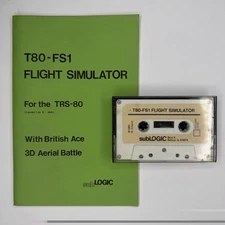 T80-FS1
FLIGHT SIMULATOR
For the TRS-80
With British Ace
3D Aerial Battle
subLOGIC
T80-FS1 FLIGHT SIMULATOR
subLOGIC